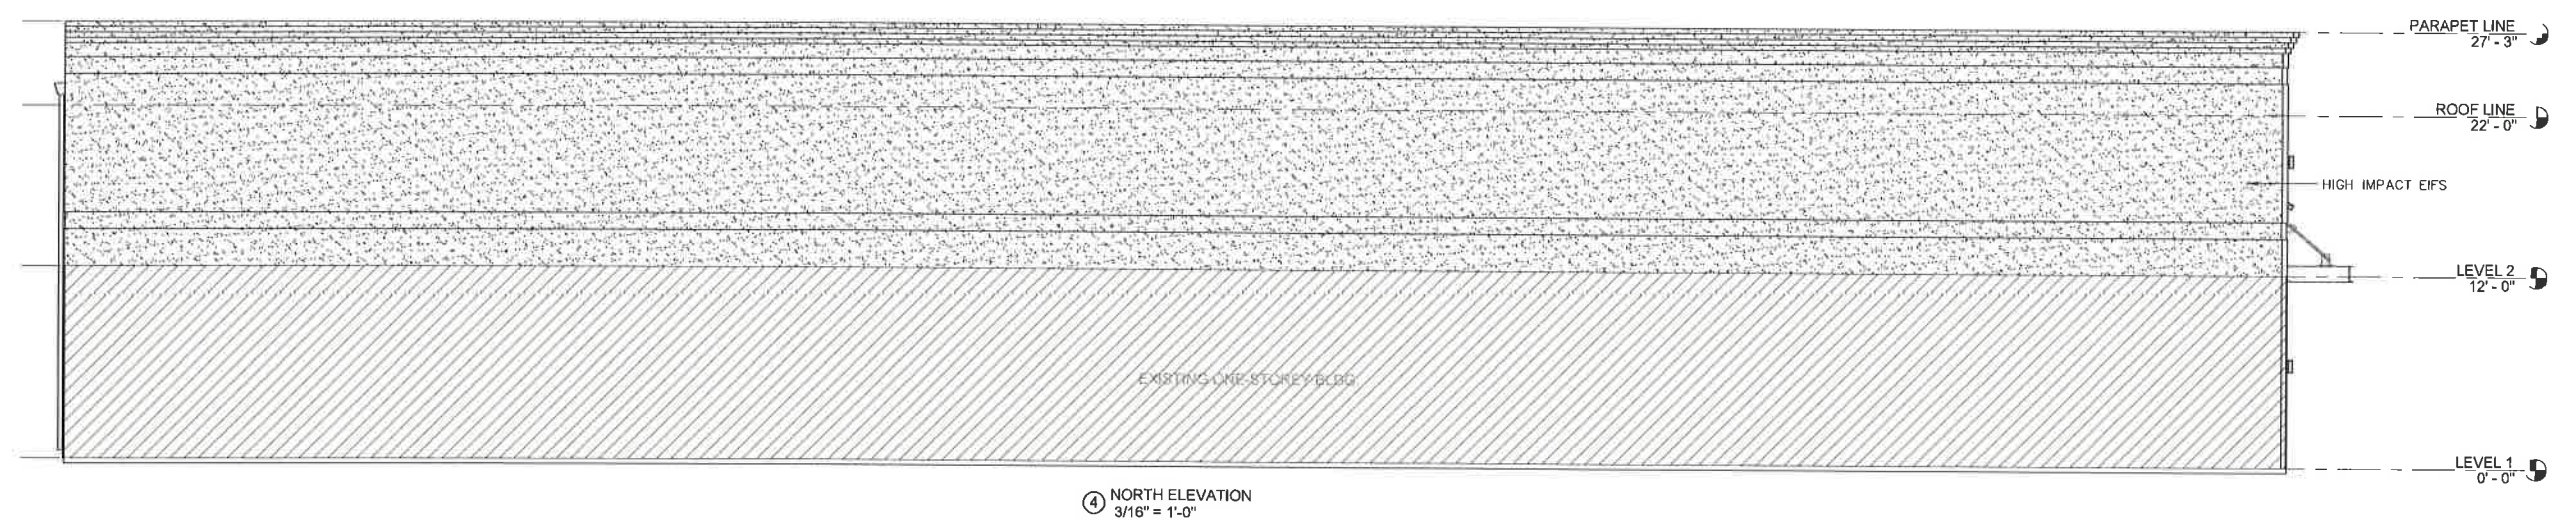 PARAPET LINE
27' - 3"
ROOF LINE
22' - 0"
HIGH IMPACT EIFS
LEVEL 2
12' - 0"
EXISTING ONE-STOREY BLDG
LEVEL 1
0' - 0"
4 NORTH ELEVATION
3/16" = 1'-0"